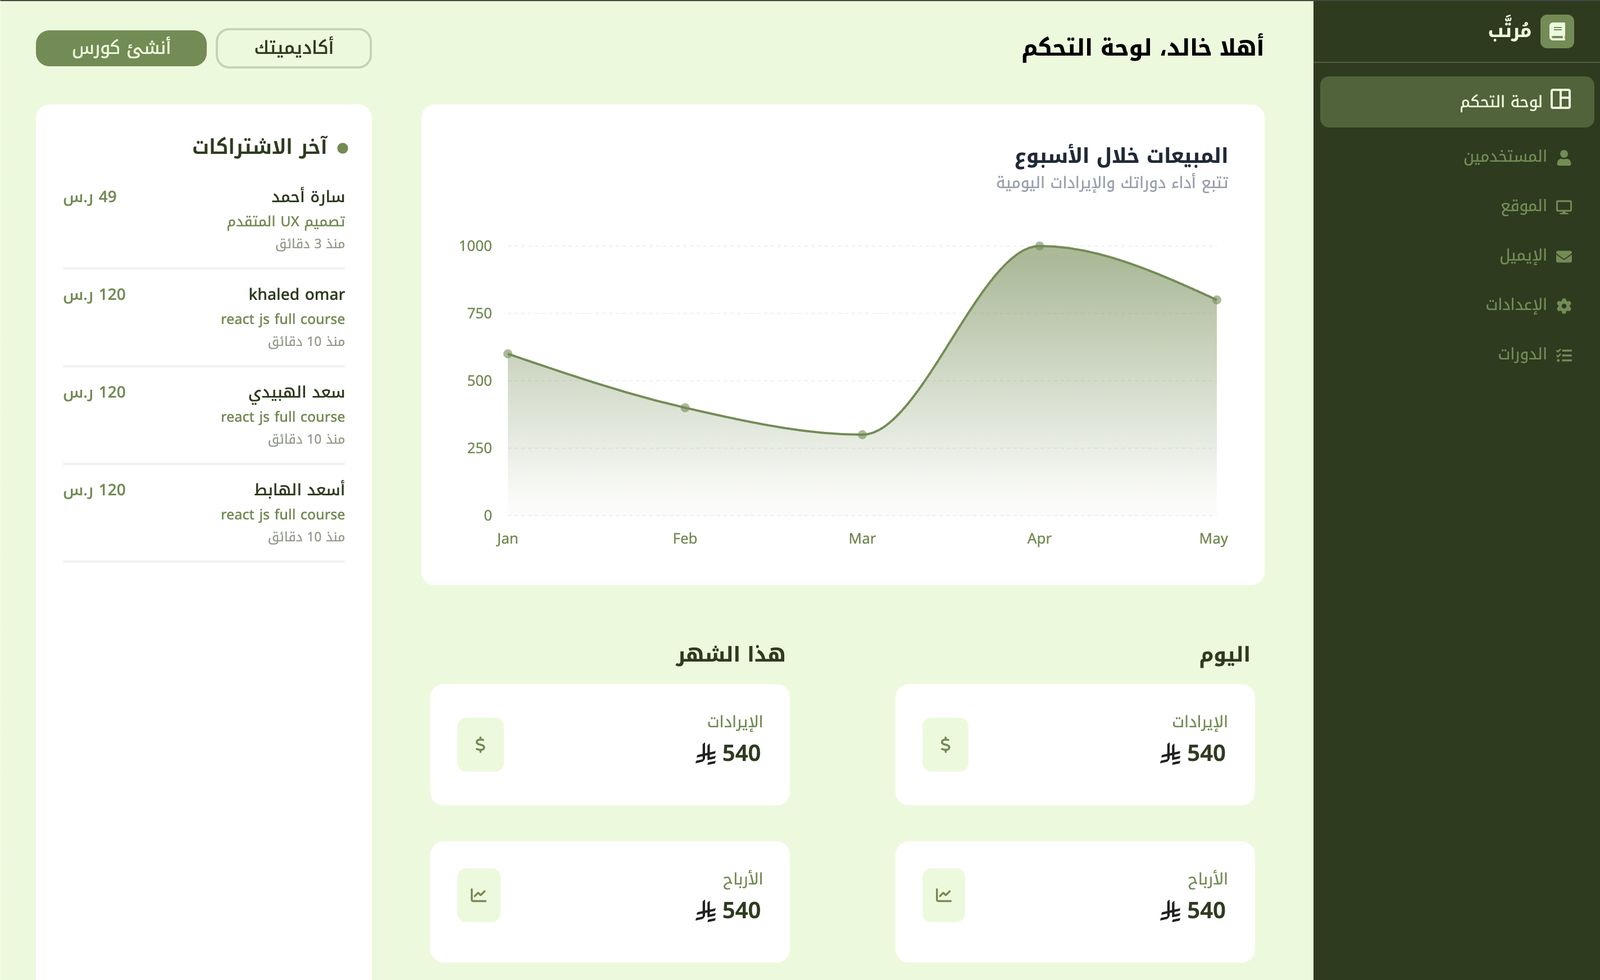 مُرتَّب
لوحة التحكم
المستخدمين
الموقع
الإيميل
الإعدادات
الدورات
أهلا خالد، لوحة التحكم
أكاديميتك
أنشئ كورس
المبيعات خلال الأسبوع
تتبع أداء دوراتك والإيرادات اليومية
1000
750
500
250
0
Jan Feb Mar Apr May
آخر الاشتراكات
سارة أحمد 49 ر.س
تصميم UX المتقدم
منذ 3 دقائق
khaled omar 120 ر.س
react js full course
منذ 10 دقائق
سعد الهبيدي 120 ر.س
react js full course
منذ 10 دقائق
أسعد الهابط 120 ر.س
react js full course
منذ 10 دقائق
اليوم
الإيرادات
540 ⃁
$
الأرباح
540 ⃁
هذا الشهر
الإيرادات
540 ⃁
$
الأرباح
540 ⃁